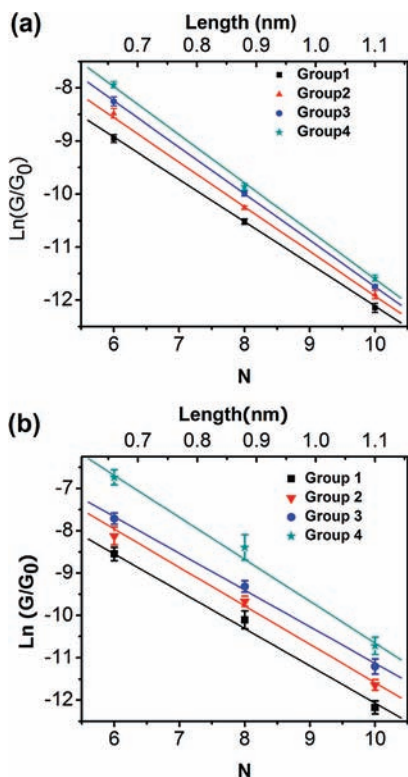 (a)
Length (nm)
0.7 0.8 0.9 1.0 1.1
Ln(G/G0)
-8
-9
-10
-11
-12
Group1
Group2
Group3
Group4
6 7 8 9 10
N
(b)
Length(nm)
0.7 0.8 0.9 1.0 1.1
Ln (G/G0)
-7
-8
-9
-10
-11
-12
Group 1
Group 2
Group 3
Group 4
6 7 8 9 10
N